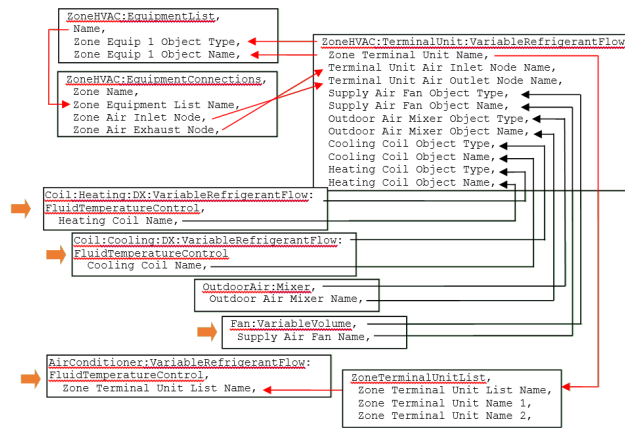 ZoneHVAC:EquipmentList,
Name,
Zone Equip 1 Object Type,
Zone Equip 1 Object Name,
ZoneHVAC:EquipmentConnections,
Zone Name,
Zone Equipment List Name,
Zone Air Inlet Node,
Zone Air Exhaust Node,
ZoneHVAC:TerminalUnit:VariableRefrigerantFlow
Zone Terminal Unit Name,
Terminal Unit Air Inlet Node Name,
Terminal Unit Air Outlet Node Name,
Supply Air Fan Object Type,
Supply Air Fan Object Name,
Outdoor Air Mixer Object Type,
Outdoor Air Mixer Object Name,
Cooling Coil Object Type,
Cooling Coil Object Name,
Heating Coil Object Type,
Heating Coil Object Name,
Coil:Heating:DX:VariableRefrigerantFlow:
FluidTemperatureControl,
Heating Coil Name,
Coil:Cooling:DX:VariableRefrigerantFlow:
FluidTemperatureControl
Cooling Coil Name,
OutdoorAir:Mixer,
Outdoor Air Mixer Name,
Fan:VariableVolume,
Supply Air Fan Name,
AirConditioner:VariableRefrigerantFlow:
FluidTemperatureControl,
Zone Terminal Unit List Name,
ZoneTerminalUnitList,
Zone Terminal Unit List Name,
Zone Terminal Unit Name 1,
Zone Terminal Unit Name 2,